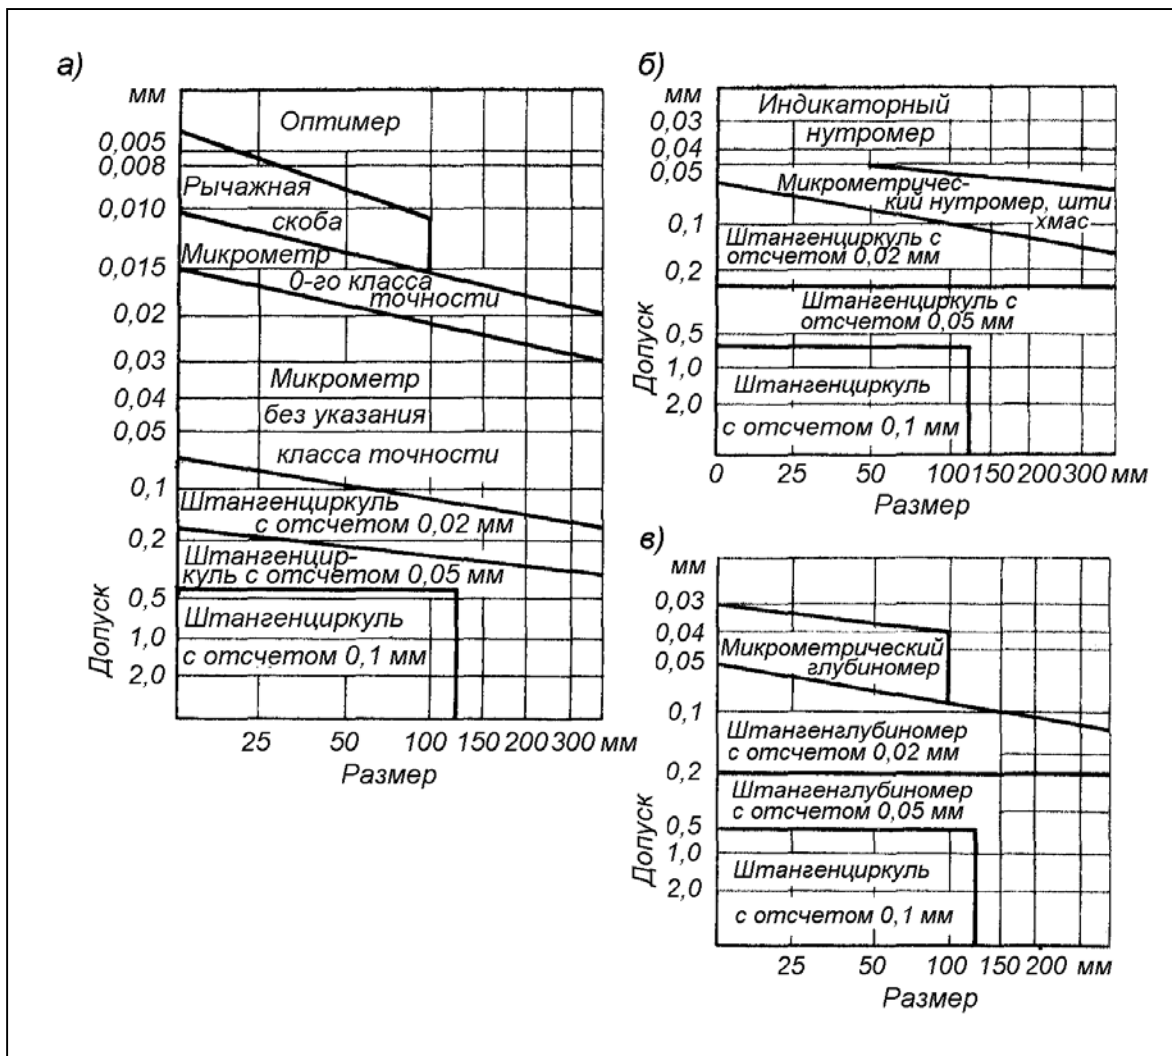 а)
мм
0,005
0,008
0,010
0,015
0,02
0,03
0,04
0,05
0,1
0,2
0,5
1,0
2,0
Допуск
Оптимер
Рычажная
скоба
Микрометр
0-го класса
точности
Микрометр
без указания
класса точности
Штангенциркуль
с отсчетом 0,02 мм
Штангенцир-
куль с отсчетом 0,05 мм
Штангенциркуль
с отсчетом 0,1 мм
25 50 100 150 200 300 мм
Размер
б)
мм
0,03
0,04
0,05
0,1
0,2
0,5
1,0
2,0
Допуск
Индикаторный
нутромер
Микрометричес-
кий нутромер, шти
хмас
Штангенциркуль с
отсчетом 0,02 мм
Штангенциркуль с
отсчетом 0,05 мм
Штангенциркуль
с отсчетом 0,1 мм
0 25 50 100 150 200 300 мм
Размер
в)
мм
0,03
0,04
0,05
0,1
0,2
0,5
1,0
2,0
Допуск
Микрометрический
глубиномер
Штангенглубиномер
с отсчетом 0,02 мм
Штангенглубиномер
с отсчетом 0,05 мм
Штангенциркуль
с отсчетом 0,1 мм
25 50 100 150 200 мм
Размер